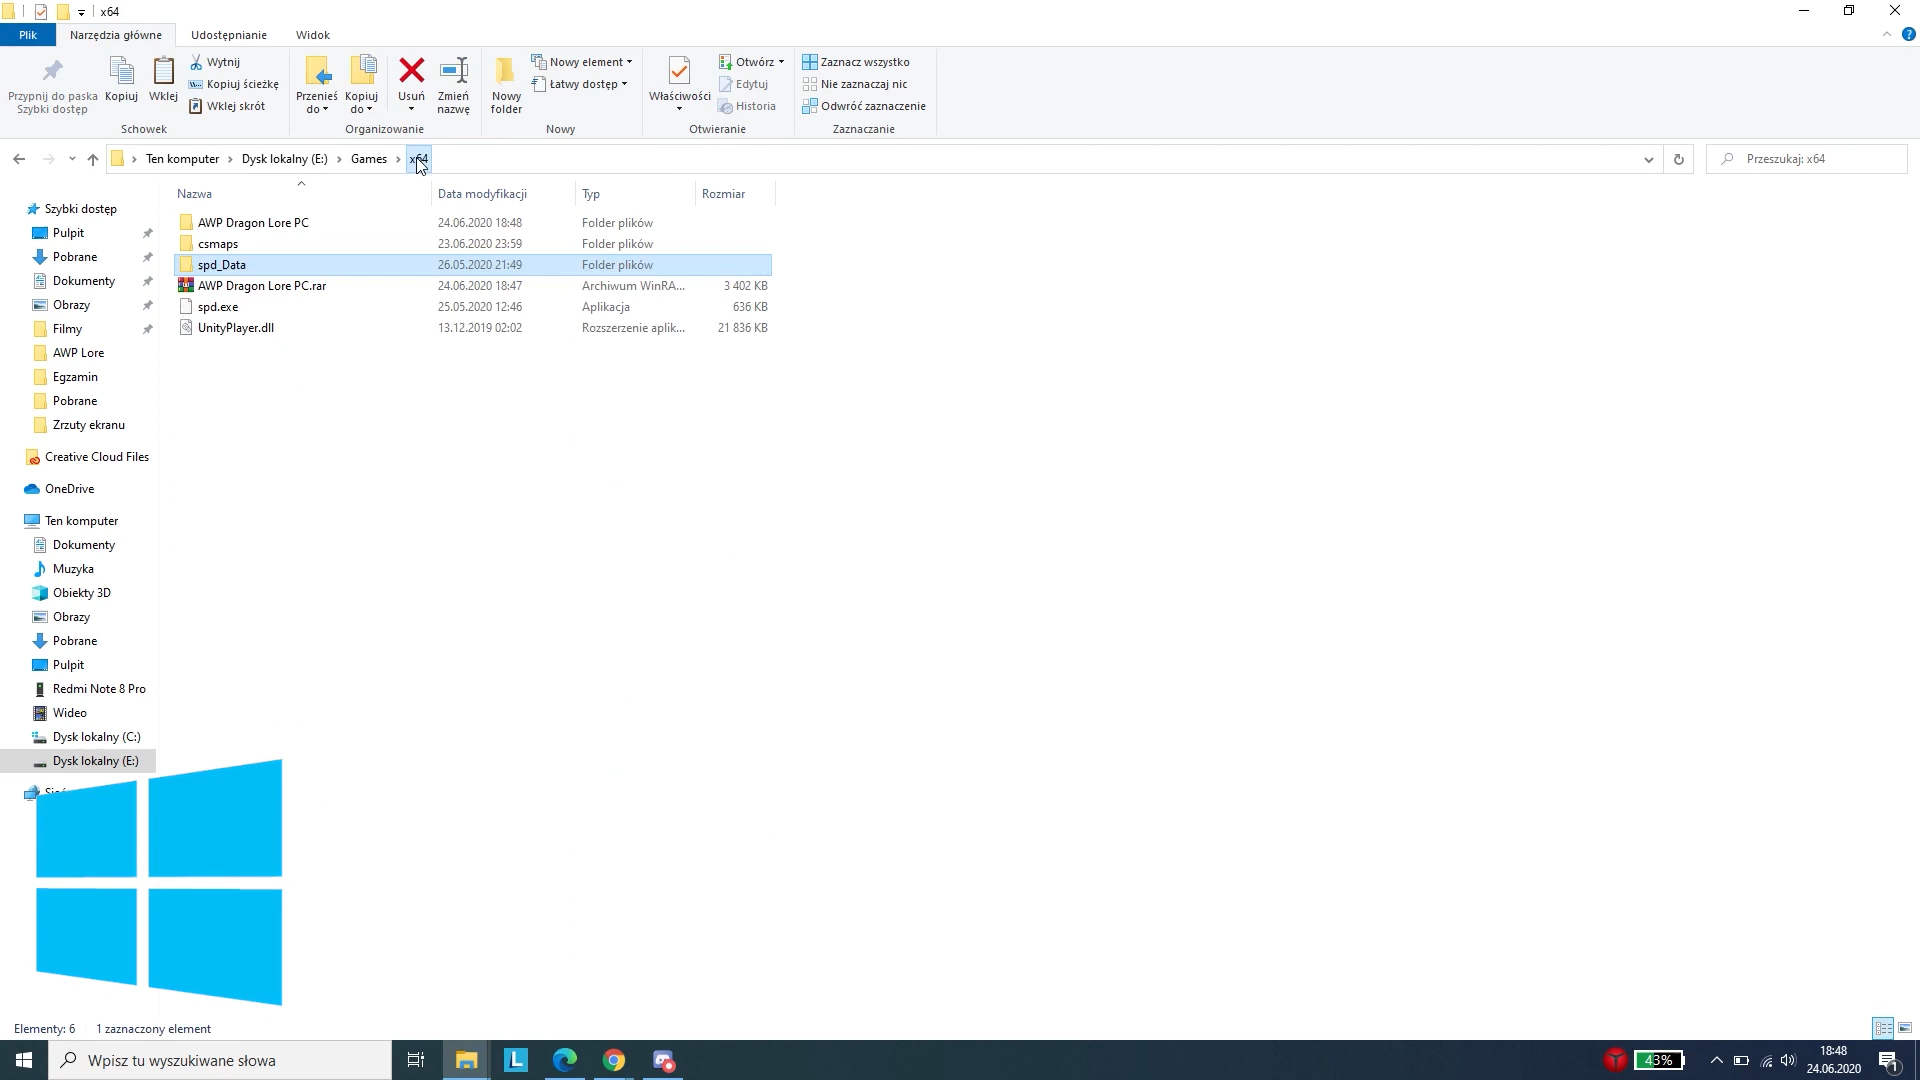 x64
Plik Narzędzia główne Udostępnianie Widok
Przypnij do paska Szybki dostęp
Kopiuj
Wklej
Wytnij
Kopiuj ścieżkę
Wklej skrót
Schowek
Przenieś do
Kopiuj do
Usuń
Zmień nazwę
Organizowanie
Nowy folder
Nowy element
Łatwy dostęp
Nowy
Właściwości
Otwórz
Edytuj
Historia
Otwieranie
Zaznacz wszystko
Nie zaznaczaj nic
Odwróć zaznaczenie
Zaznaczanie
Ten komputer Dysk lokalny (E:) Games x64
Przeszukaj: x64
Nazwa Data modyfikacji Typ Rozmiar
AWP Dragon Lore PC 24.06.2020 18:48 Folder plików
csmaps 23.06.2020 23:59 Folder plików
spd_Data 26.05.2020 21:49 Folder plików
AWP Dragon Lore PC.rar 24.06.2020 18:47 Archiwum WinRA... 3 402 KB
spd.exe 25.05.2020 12:46 Aplikacja 636 KB
UnityPlayer.dll 13.12.2019 02:02 Rozszerzenie aplik... 21 836 KB
Szybki dostęp
Pulpit
Pobrane
Dokumenty
Obrazy
Filmy
AWP Lore
Egzamin
Pobrane
Zrzuty ekranu
Creative Cloud Files
OneDrive
Ten komputer
Dokumenty
Muzyka
Obiekty 3D
Obrazy
Pobrane
Pulpit
Redmi Note 8 Pro
Wideo
Dysk lokalny (C:)
Dysk lokalny (E:)
Elementy: 6 1 zaznaczony element
Wpisz tu wyszukiwane słowa
L
43%
18:48
24.06.2020
1